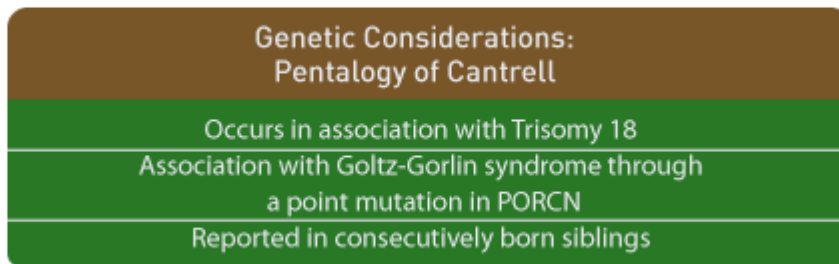 Genetic Considerations:
Pentalogy of Cantrell
Occurs in association with Trisomy 18
Association with Goltz-Gorlin syndrome through
a point mutation in PORCN
Reported in consecutively born siblings